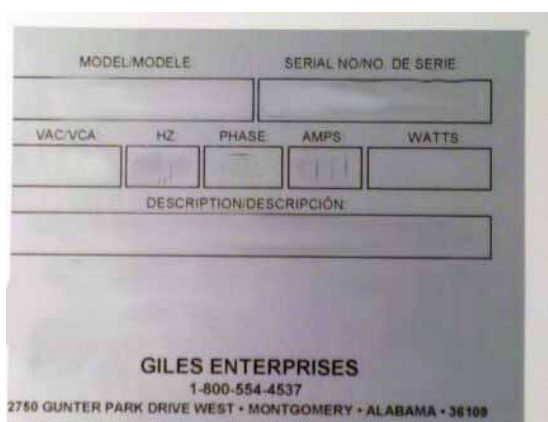 MODEL/MODELE SERIAL NO/NO. DE SERIE:
VAC/VCA HZ PHASE: AMPS WATTS
DESCRIPTION/DESCRIPCIÓN:
GILES ENTERPRISES
1-800-554-4537
2750 GUNTER PARK DRIVE WEST • MONTGOMERY • ALABAMA • 36109